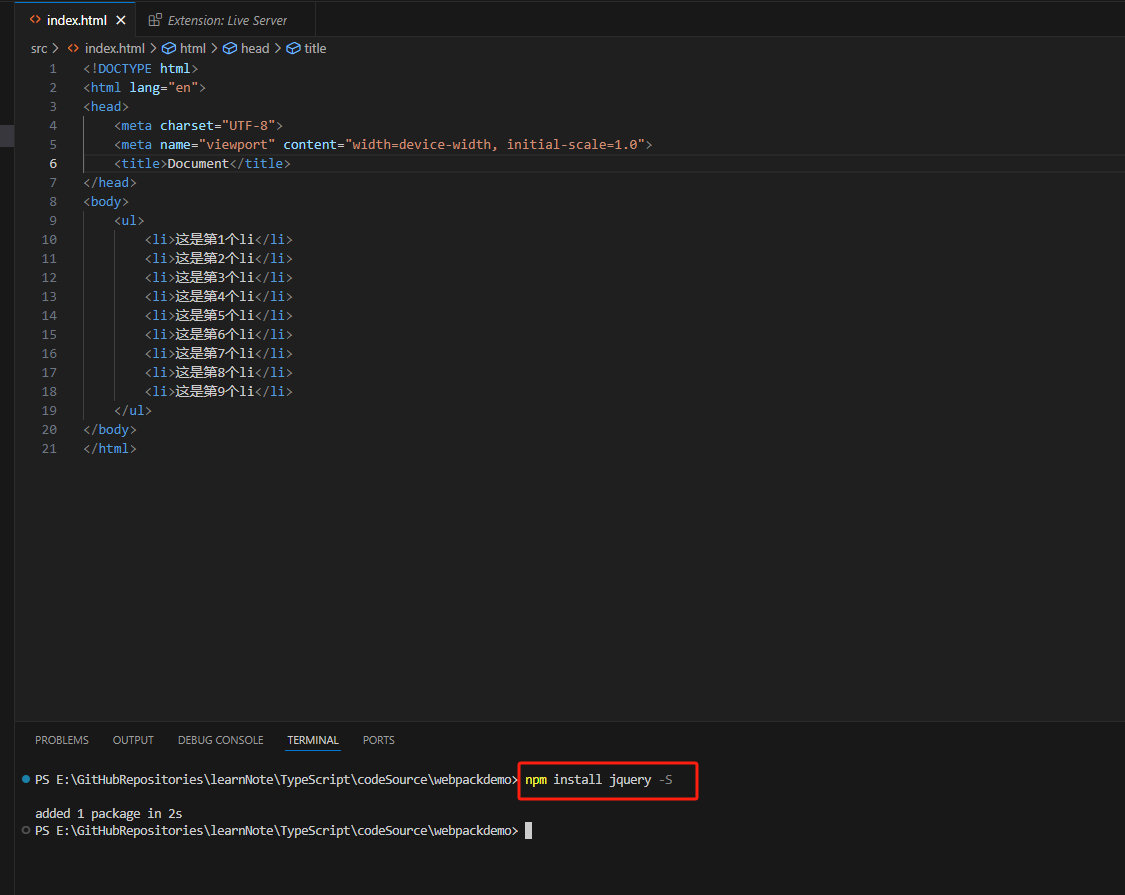 index.html Extension: Live Server
src > index.html > html > head > title
1 <!DOCTYPE html>
2 <html lang="en">
3 <head>
4 <meta charset="UTF-8">
5 <meta name="viewport" content="width=device-width, initial-scale=1.0">
6 <title>Document</title>
7 </head>
8 <body>
9 <ul>
10 <li>这是第1个li</li>
11 <li>这是第2个li</li>
12 <li>这是第3个li</li>
13 <li>这是第4个li</li>
14 <li>这是第5个li</li>
15 <li>这是第6个li</li>
16 <li>这是第7个li</li>
17 <li>这是第8个li</li>
18 <li>这是第9个li</li>
19 </ul>
20 </body>
21 </html>
PROBLEMS OUTPUT DEBUG CONSOLE TERMINAL PORTS
PS E:\GitHubRepositories\learnNote\TypeScript\codeSource\webpackdemo> npm install jquery -S
added 1 package in 2s
PS E:\GitHubRepositories\learnNote\TypeScript\codeSource\webpackdemo>